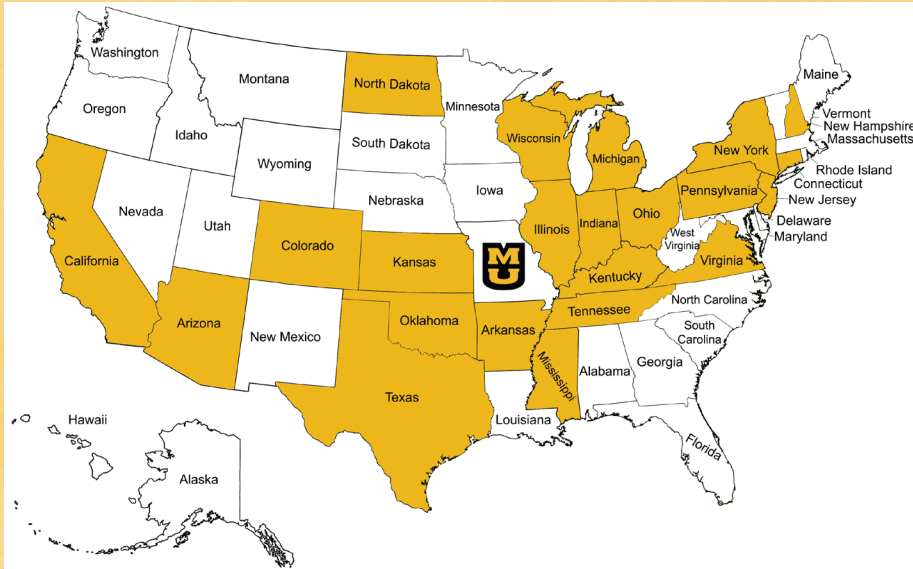 Washington
Montana
North Dakota
Minnesota
Maine
Oregon
Idaho
Wyoming
South Dakota
Wisconsin
Michigan
New York
Vermont
New Hampshire
Massachusetts
Rhode Island
Connecticut
New Jersey
Nevada
Utah
Colorado
Nebraska
Iowa
Illinois
Indiana
Ohio
Pennsylvania
Delaware
Maryland
West
Virginia
Virginia
California
Arizona
New Mexico
Kansas
Oklahoma
MU
Arkansas
Kentucky
Tennessee
North Carolina
South
Carolina
Texas
Louisiana
Mississippi
Alabama
Georgia
Florida
Hawaii
Alaska